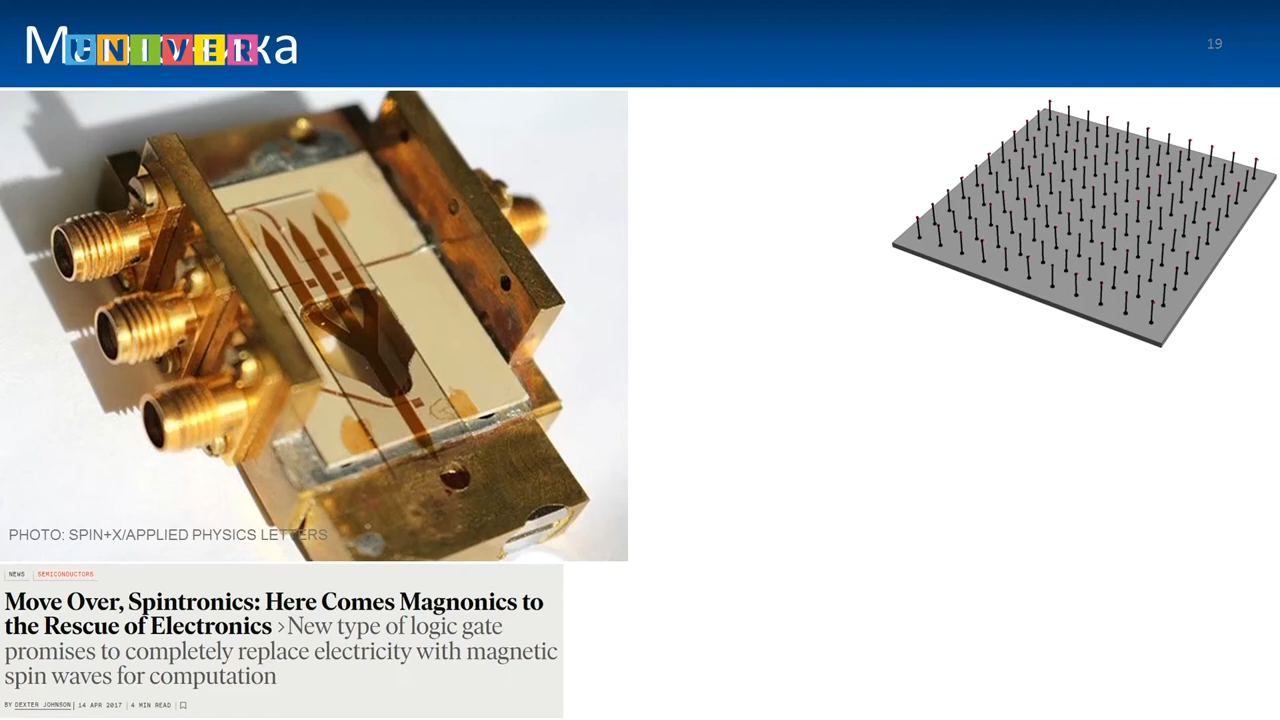 Магноника
UNIVER
19
PHOTO: SPIN+X/APPLIED PHYSICS LETTERS
NEWS SEMICONDUCTORS
Move Over, Spintronics: Here Comes Magnonics to
the Rescue of Electronics > New type of logic gate
promises to completely replace electricity with magnetic
spin waves for computation
BY DEXTER JOHNSON | 14 APR 2017 | 4 MIN READ |